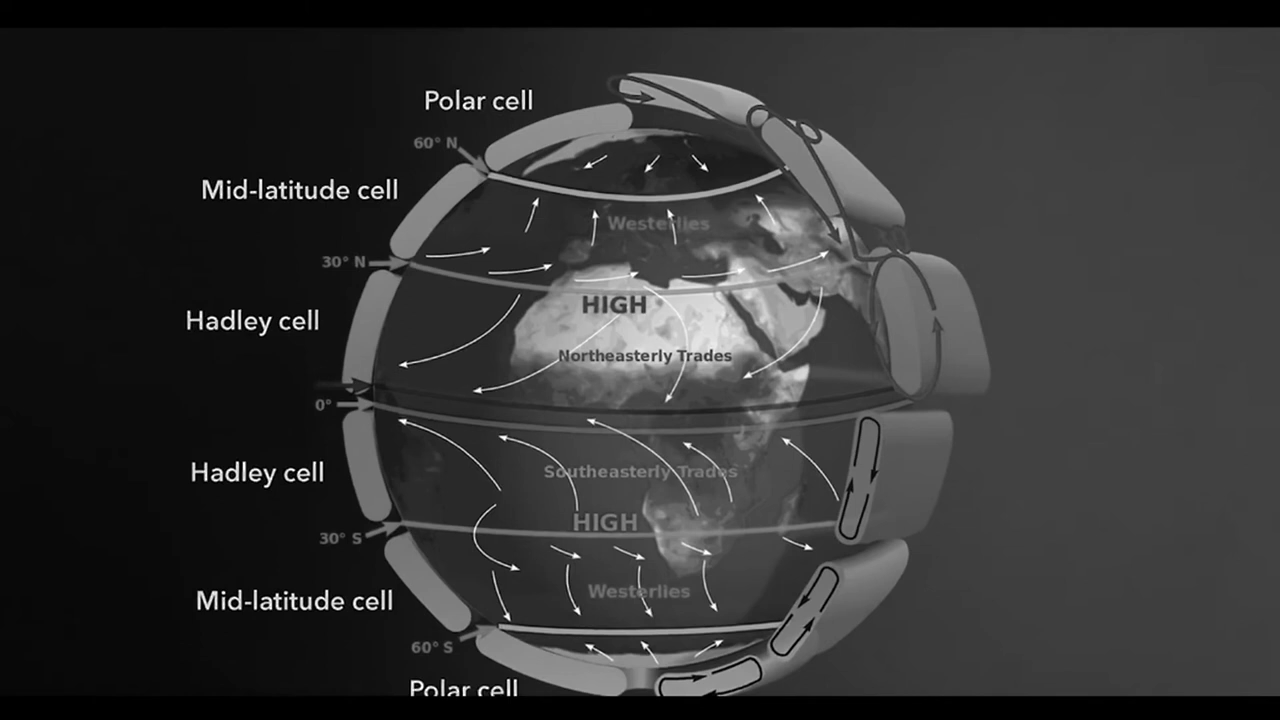 Polar cell
60° N
Mid-latitude cell
Westerlies
30° N
HIGH
Hadley cell
Northeasterly Trades
0°
Hadley cell
Southeasterly Trades
HIGH
30° S
Mid-latitude cell
Westerlies
60° S
Polar cell